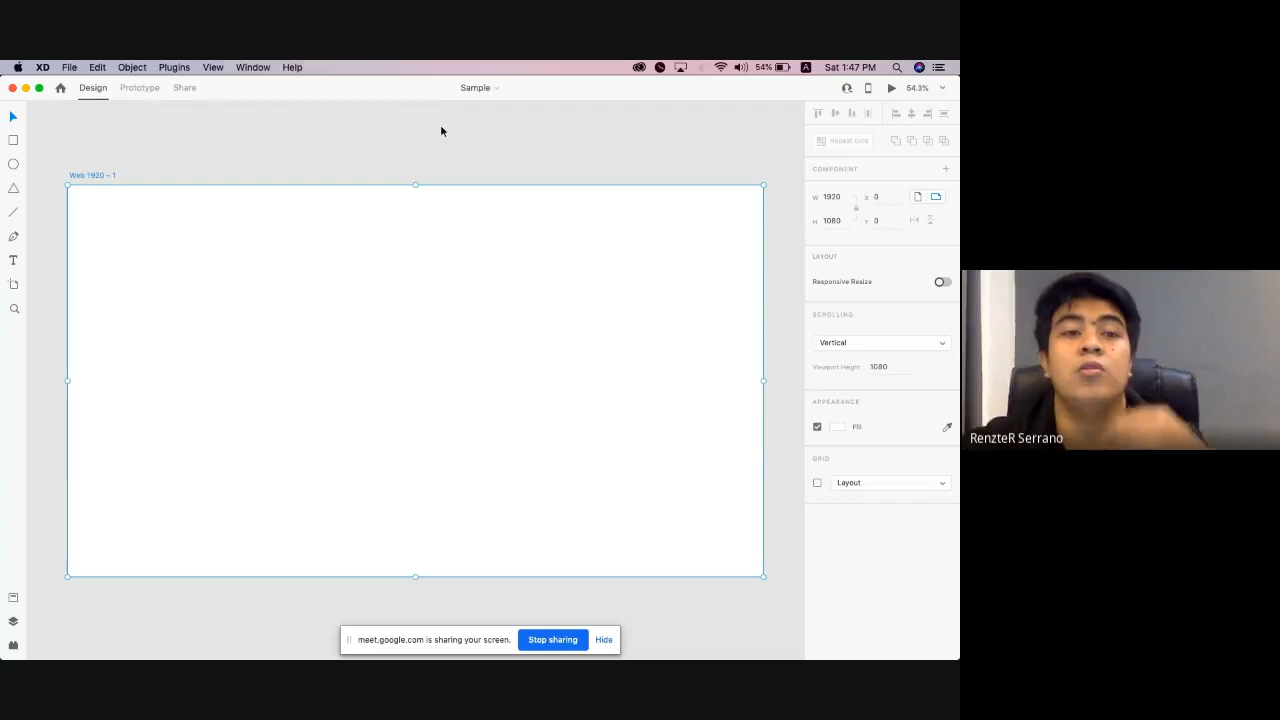 XD File Edit Object Plugins View Window Help 54% A Sat 1:47 PM
Design Prototype Share Sample 54.3%
Repeat Grid
COMPONENT
Web 1920 – 1
W 1920 X 0
H 1080 Y 0
LAYOUT
T
Responsive Resize
SCROLLING
Vertical
Viewport Height 1080
APPEARANCE
Fill
RenzteR Serrano
GRID
Layout
meet.google.com is sharing your screen. Stop sharing Hide